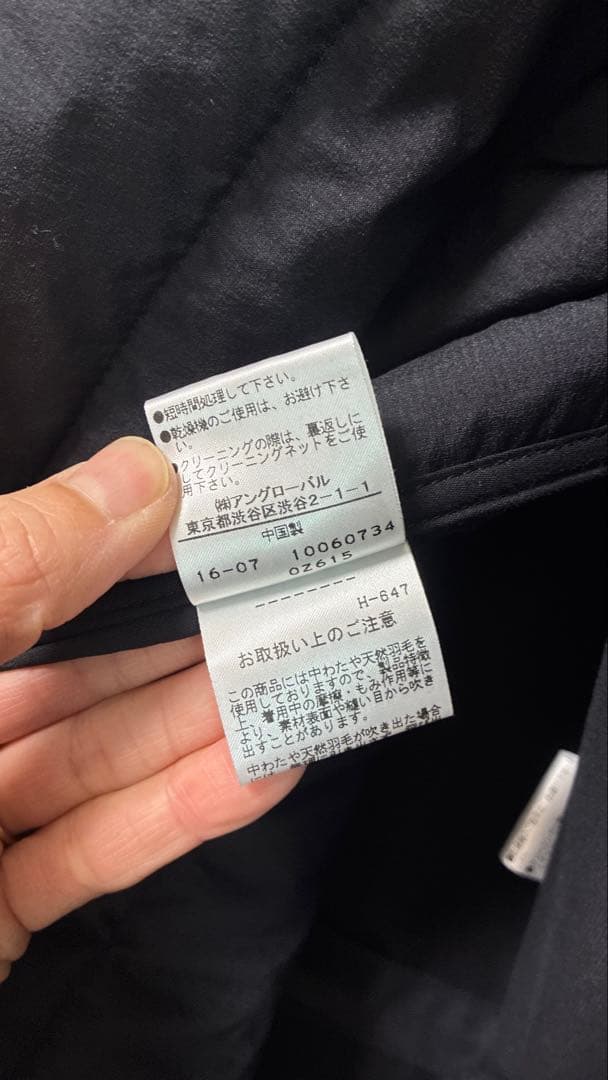 ●短時間処理して下さい。
●乾燥機のご使用は、お避け下さ
い。
●クリーニングの際は、裏返しに
してクリーニングネットをご使
用下さい。
㈱アングローバル
東京都渋谷区渋谷2-1-1
中国製
16-07 10060734
OZ615
--------
H-647
お取扱い上のご注意
この商品には中わたや天然羽毛を
使用しておりますので、製品特徴
上、着用中の摩擦、もみ作用等に
より、素材表面や縫い目から吹き
出すことがあります。
中わたや天然羽毛が吹き出た場合